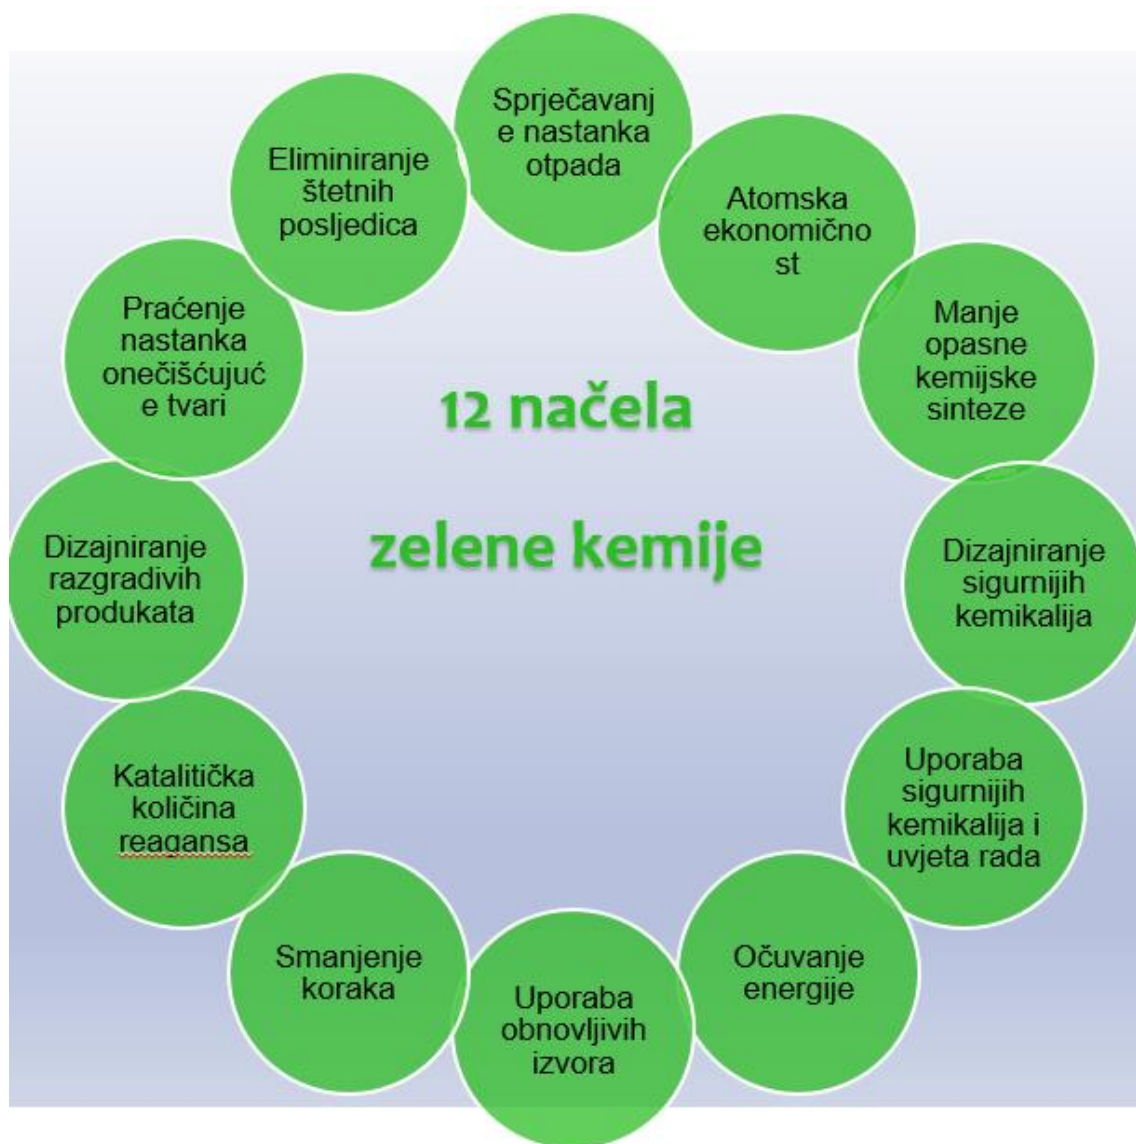 12 načela
zelene kemije
Sprječavanj
e nastanka
otpada
Atomska
ekonomično
st
Manje
opasne
kemijske
sinteze
Dizajniranje
sigurnijih
kemikalija
Uporaba
sigurnijih
kemikalija i
uvjeta rada
Očuvanje
energije
Uporaba
obnovljivih
izvora
Smanjenje
koraka
Katalitička
količina
reagansa
Dizajniranje
razgradivih
produkata
Praćenje
nastanka
onečišćujuć
e tvari
Eliminiranje
štetnih
posljedica